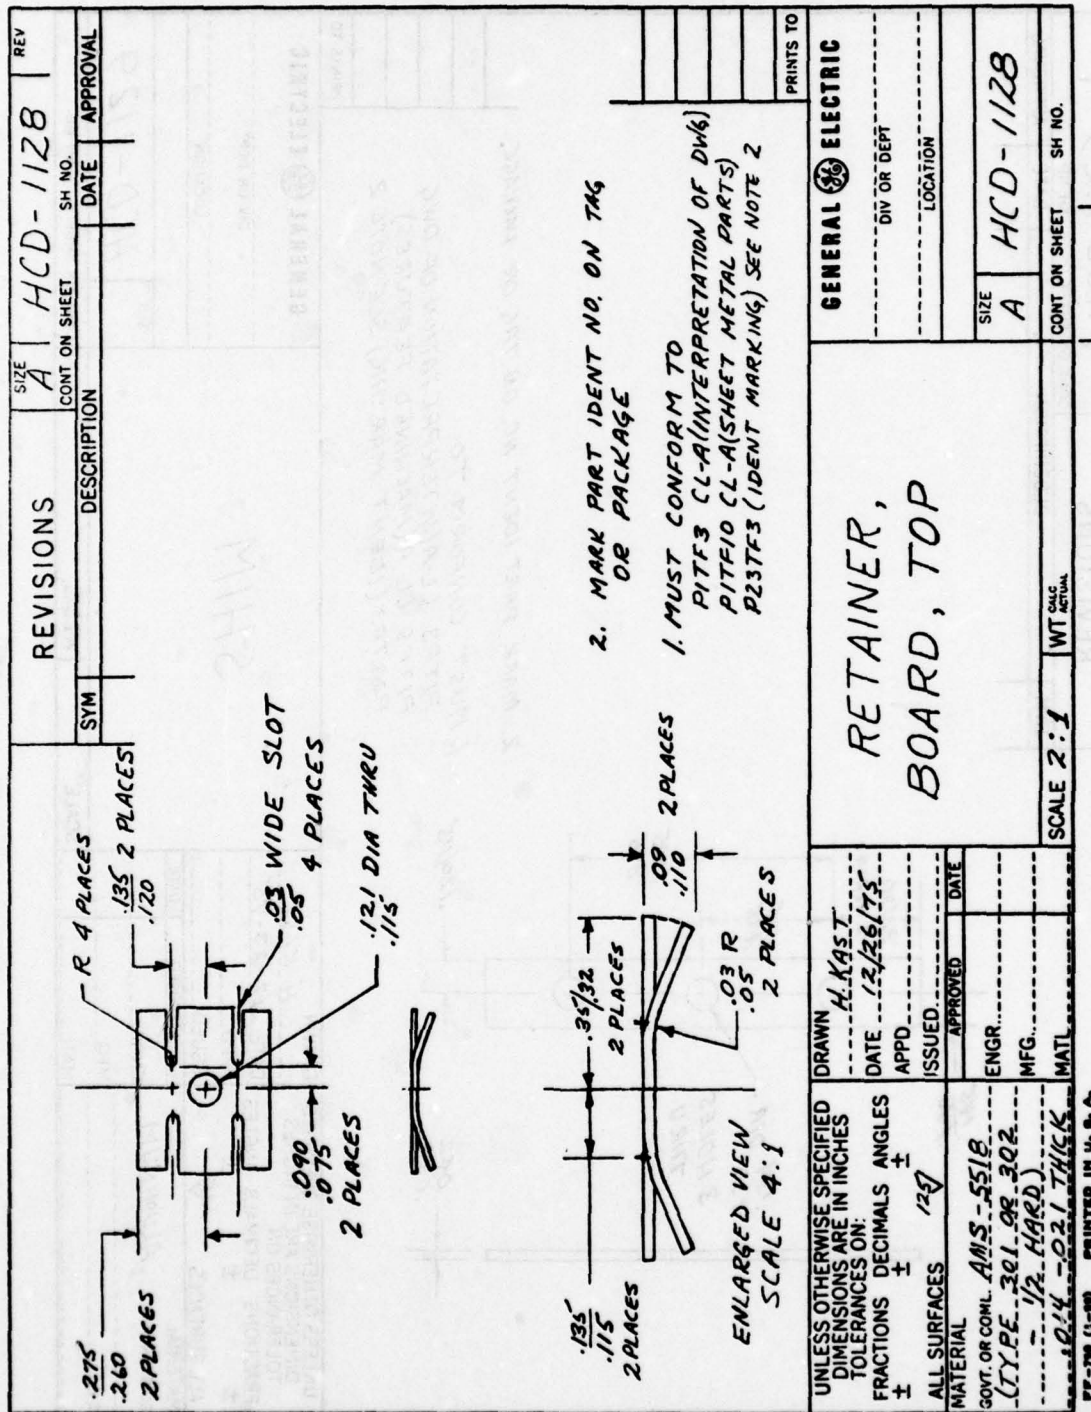 REVISIONS
SIZE
A
HCD-1128
REV
CONT ON SHEET
SH NO.
SYM
DESCRIPTION
DATE
APPROVAL
.275
.260
2 PLACES
R 4 PLACES
.135 2 PLACES
.120
.03 WIDE SLOT
.05 4 PLACES
.121 DIA THRU
.115
.090
.075
2 PLACES
.135
.115
2 PLACES
.35/.32
2 PLACES
.09
.110
2 PLACES
.03 R
.05
2 PLACES
ENLARGED VIEW
SCALE 4:1
2. MARK PART IDENT NO. ON TAG
OR PACKAGE
1. MUST CONFORM TO
PITF3 CL-A(INTERPRETATION OF DWG)
PITF10 CL-A(SHEET METAL PARTS)
P23TF3 (IDENT MARKING) SEE NOTE 2
PRINTS TO
UNLESS OTHERWISE SPECIFIED
DIMENSIONS ARE IN INCHES
TOLERANCES ON:
FRACTIONS DECIMALS ANGLES
± ± ±
ALL SURFACES 125
MATERIAL
GOVT. OR COML. AMS-5518
(TYPE 301 OR 302
- 1/2 HARD)
.014 -.021 THICK
DRAWN
H. KAST
DATE 12/26/75
APPD
ISSUED
APPROVED
DATE
ENGR.
MFG.
MATL.
RETAINER,
BOARD, TOP
SCALE 2:1
WT CALC
ACTUAL
GENERAL GE ELECTRIC
DIV OR DEPT
LOCATION
SIZE
A
HCD-1128
CONT ON SHEET
SH NO.
PRINTED IN U.S.A.